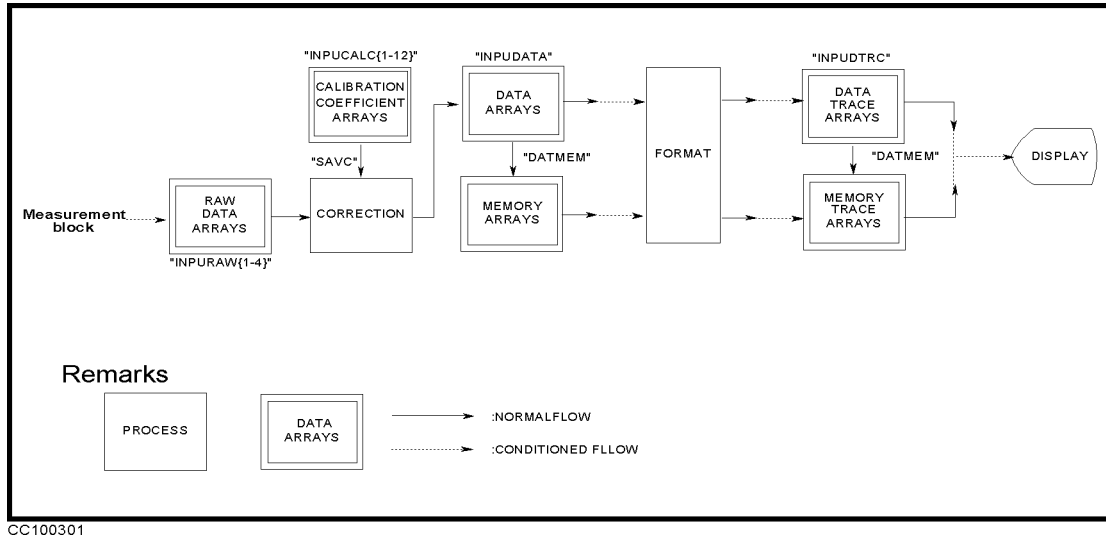 "INPUCALC{1-12}"
CALIBRATION
COEFFICIENT
ARRAYS
"SAVC"
"INPUDATA"
DATA
ARRAYS
"DATMEM"
MEMORY
ARRAYS
FORMAT
"INPUDTRC"
DATA
TRACE
ARRAYS
"DATMEM"
MEMORY
TRACE
ARRAYS
DISPLAY
Measurement
block
RAW
DATA
ARRAYS
"INPURAW{1-4}"
CORRECTION
Remarks
PROCESS
DATA
ARRAYS
:NORMALFLOW
:CONDITIONED FLLOW
CC100301